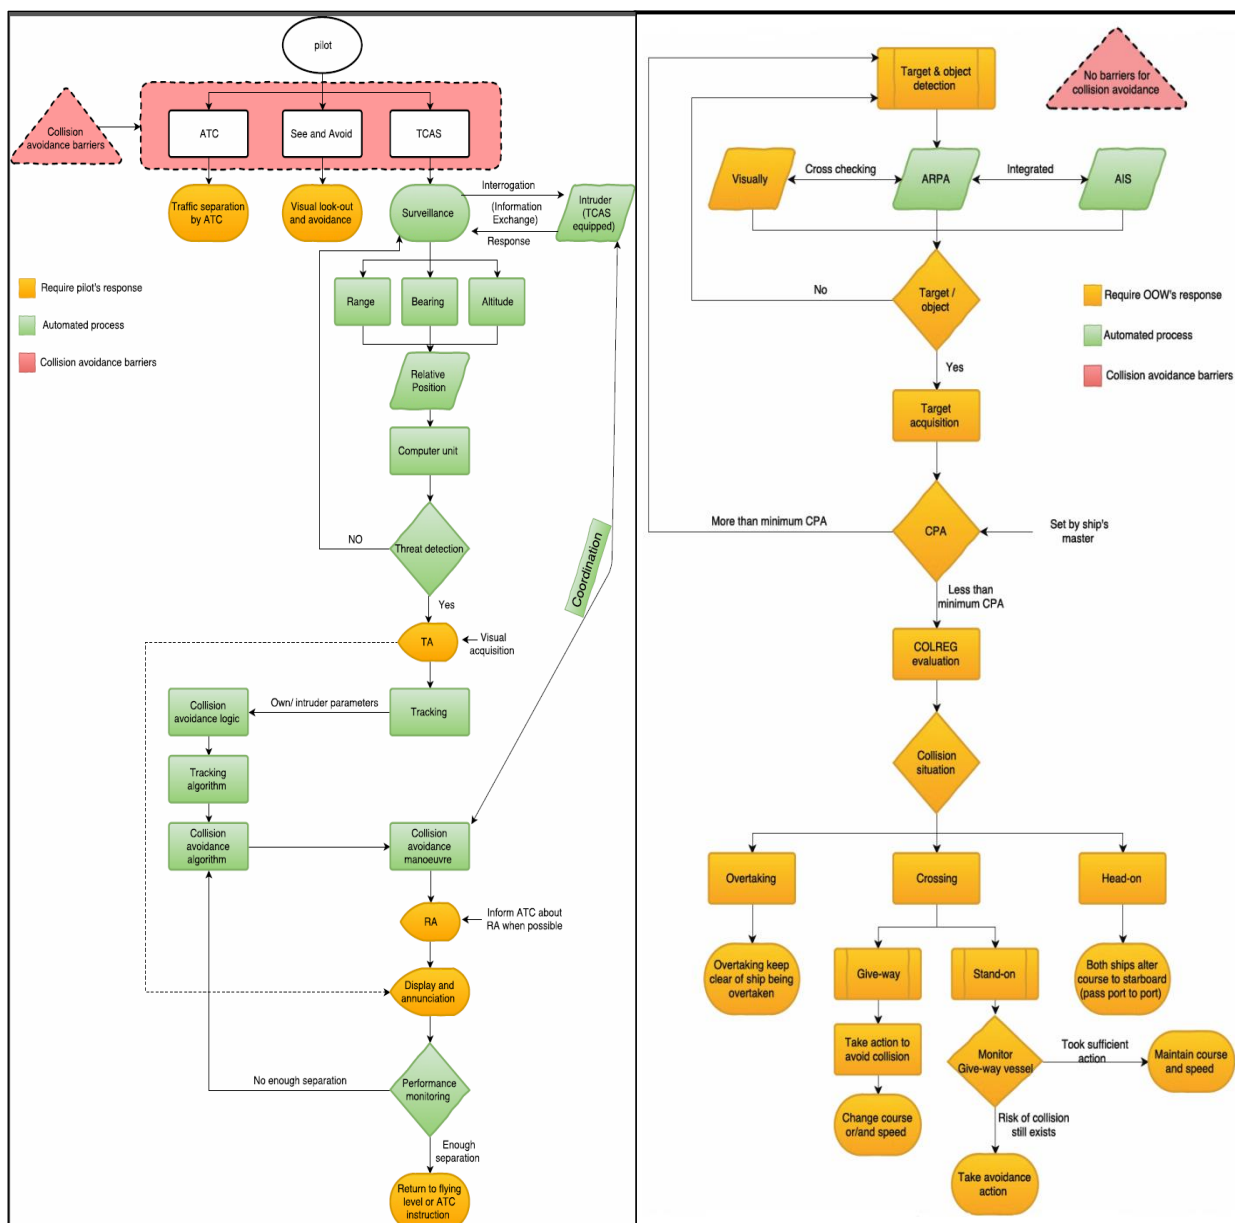 pilot
Collision
avoidance barriers
ATC
See and Avoid
TCAS
Traffic separation
by ATC
Visual look-out
and avoidance
Surveillance
Interrogation
(Information
Exchange)
Response
Intruder
(TCAS
equipped)
Require pilot's response
Automated process
Collision avoidance barriers
Range
Bearing
Altitude
Relative
Position
Computer unit
Threat detection
NO
Yes
Coordination
TA
Visual
acquisition
Tracking
Own/ intruder parameters
Collision
avoidance logic
Tracking
algorithm
Collision
avoidance
algorithm
Collision
avoidance
manoeuvre
RA
Inform ATC about
RA when possible
Display and
annunciation
Performance
monitoring
No enough separation
Enough
separation
Return to flying
level or ATC
instruction
Target & object
detection
No barriers for
collision avoidance
Visually
Cross checking
ARPA
Integrated
AIS
Target /
object
No
Yes
Require OOW's response
Automated process
Collision avoidance barriers
Target
acquisition
More than minimum CPA
CPA
Set by ship's
master
Less than
minimum CPA
COLREG
evaluation
Collision
situation
Overtaking
Crossing
Head-on
Overtaking keep
clear of ship being
overtaken
Give-way
Stand-on
Both ships alter
course to starboard
(pass port to port)
Take action to
avoid collision
Monitor
Give-way vessel
Took sufficient
action
Maintain course
and speed
Change course
or/and speed
Risk of collision
still exists
Take avoidance
action